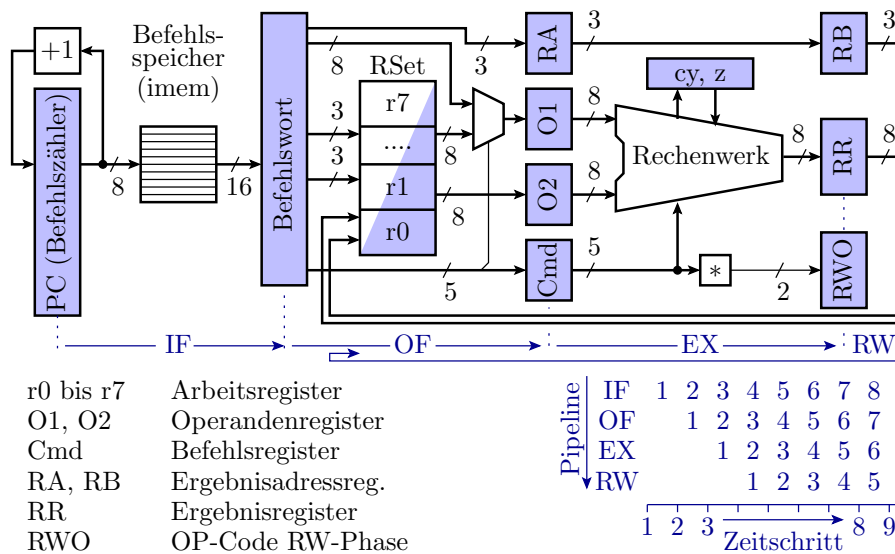 +1
Befehls-
speicher
(imem)
PC (Befehlszähler)
8
16
Befehlswort
8
3
3
3
RSet
r7
....
r1
r0
8
8
5
RA
O1
O2
Cmd
3
8
8
5
cy, z
Rechenwerk
*
2
8
RB
RR
RWO
3
8
IF
OF
EX
RW
r0 bis r7 Arbeitsregister
O1, O2 Operandenregister
Cmd Befehlsregister
RA, RB Ergebnisadressreg.
RR Ergebnisregister
RWO OP-Code RW-Phase
Pipeline
IF 1 2 3 4 5 6 7 8
OF 1 2 3 4 5 6 7
EX 1 2 3 4 5 6
RW 1 2 3 4 5
1 2 3 8 9
Zeitschritt